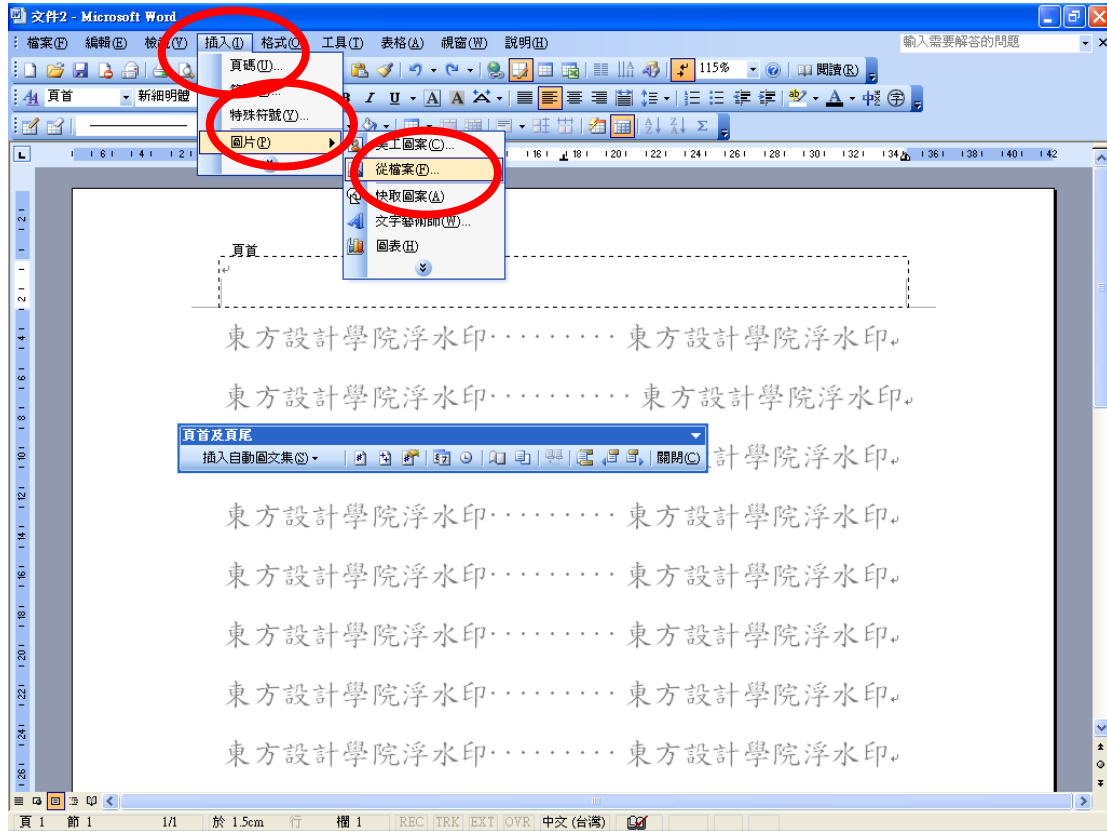 文件2 - Microsoft Word
檔案(F) 編輯(E) 檢視(V) 插入(I) 格式(O) 工具(T) 表格(A) 視窗(W) 說明(H) 輸入需要解答的問題
頁碼(U)... 115% 閱讀(R)
頁首 新細明體
特殊符號(Y)...
圖片(P)
美工圖案(C)...
從檔案(F)...
快取圖案(A)
文字藝術師(W)...
圖表(H)
頁首
東方設計學院浮水印·········東方設計學院浮水印
東方設計學院浮水印··········東方設計學院浮水印
頁首及頁尾
插入自動圖文集(S) 關閉(C)
計學院浮水印
東方設計學院浮水印·········東方設計學院浮水印
東方設計學院浮水印·········東方設計學院浮水印
東方設計學院浮水印·········東方設計學院浮水印
東方設計學院浮水印·········東方設計學院浮水印
東方設計學院浮水印·········東方設計學院浮水印
頁 1 節 1 1/1 於 1.5cm 行 欄 1 REC TRK EXT OVR 中文 (台灣)